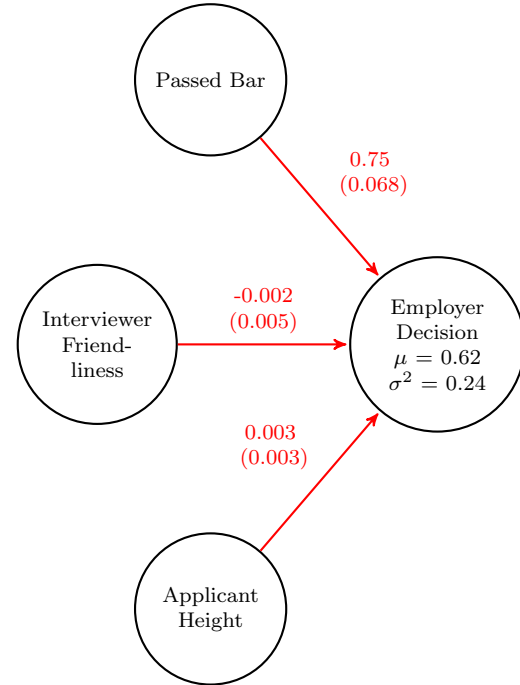 Passed Bar
0.75
(0.068)
-0.002
(0.005)
Interviewer
Friend-
liness
Employer
Decision
μ = 0.62
σ² = 0.24
0.003
(0.003)
Applicant
Height